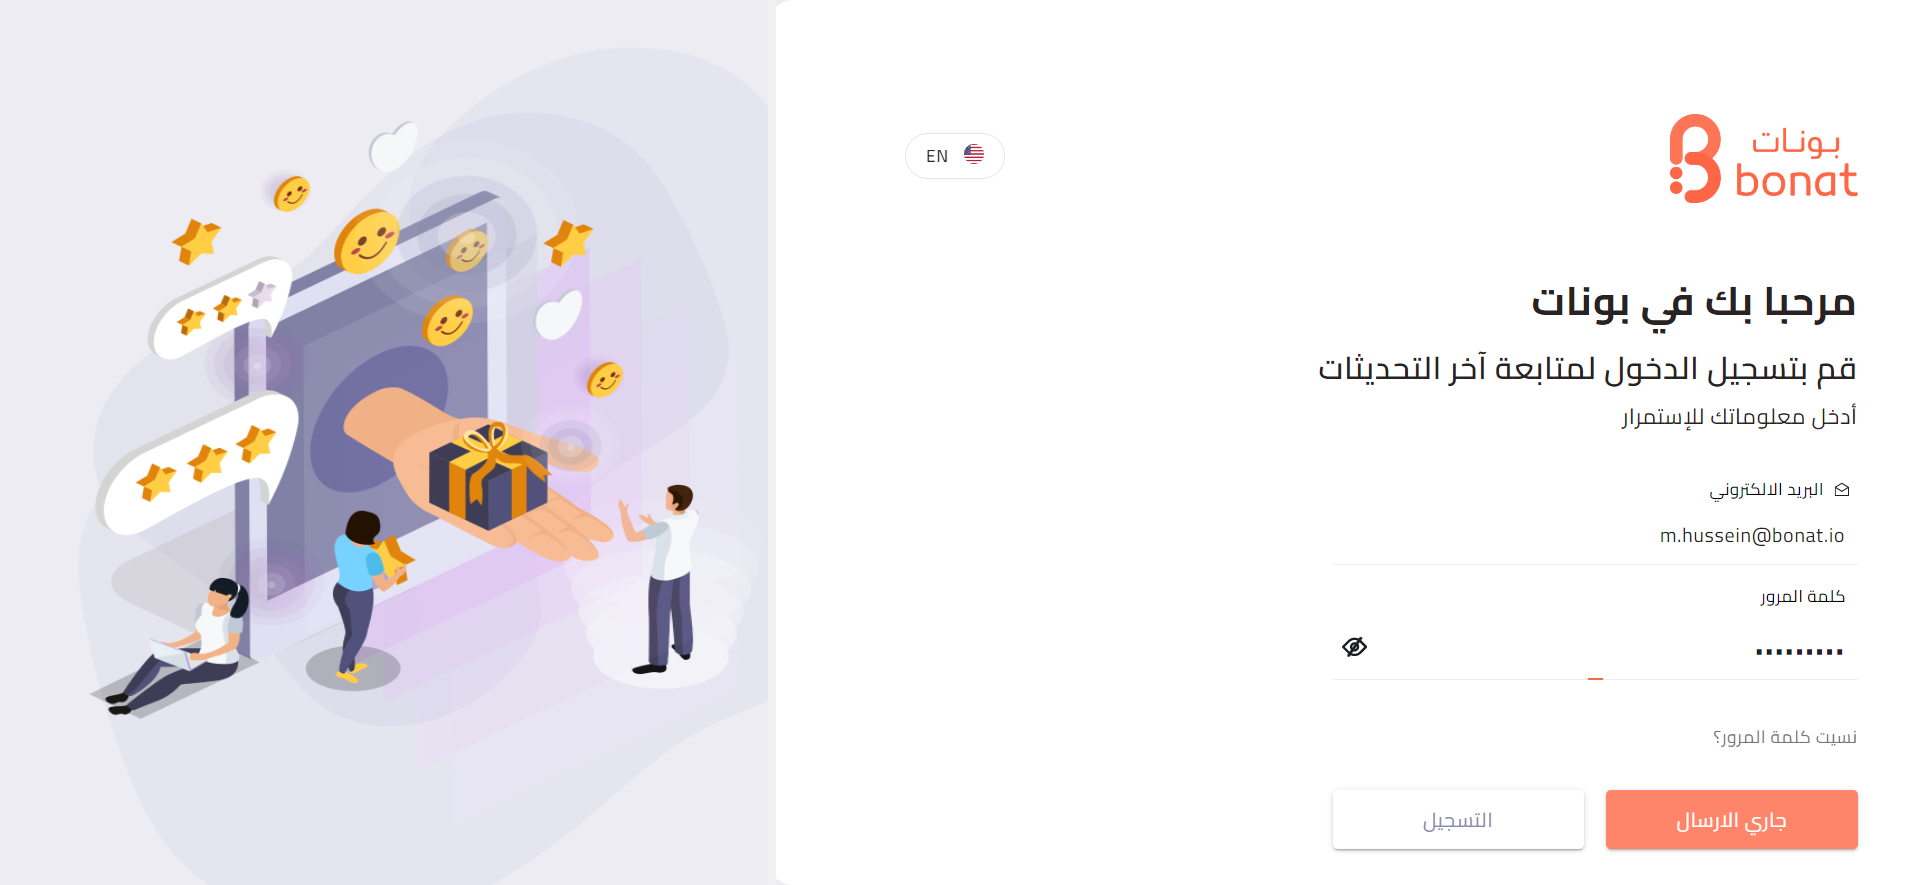 بونات
bonat
EN
مرحبا بك في بونات
قم بتسجيل الدخول لمتابعة آخر التحديثات
أدخل معلوماتك للإستمرار
البريد الالكتروني
m.hussein@bonat.io
كلمة المرور
.........
نسيت كلمة المرور؟
جاري الارسال
التسجيل